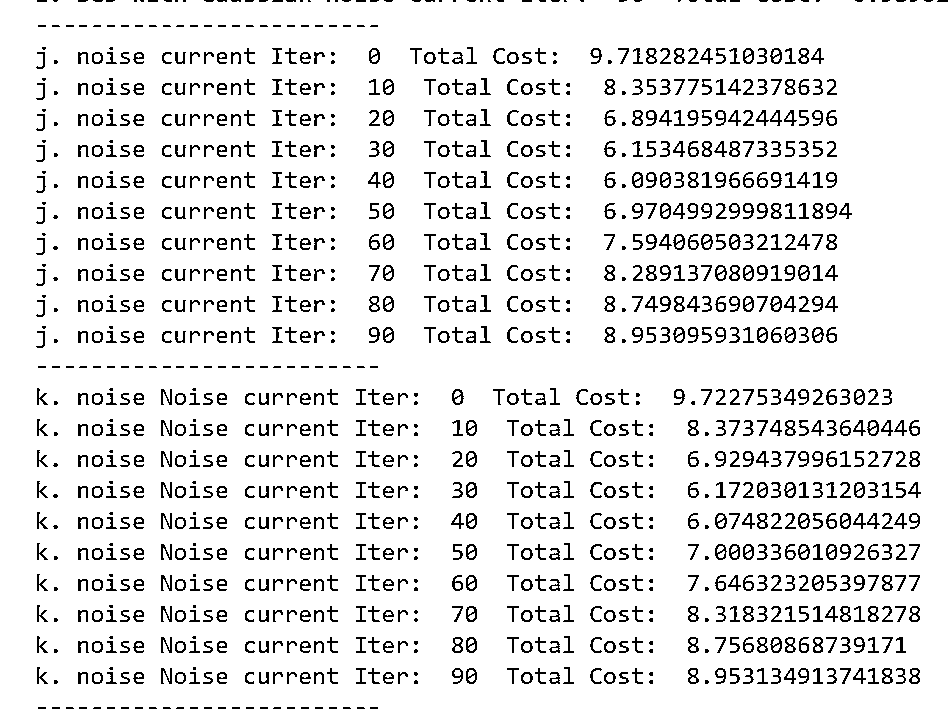 --------------------------
j. noise current Iter:  0  Total Cost:  9.718282451030184
j. noise current Iter:  10  Total Cost:  8.353775142378632
j. noise current Iter:  20  Total Cost:  6.894195942444596
j. noise current Iter:  30  Total Cost:  6.153468487335352
j. noise current Iter:  40  Total Cost:  6.090381966691419
j. noise current Iter:  50  Total Cost:  6.9704992999811894
j. noise current Iter:  60  Total Cost:  7.594060503212478
j. noise current Iter:  70  Total Cost:  8.289137080919014
j. noise current Iter:  80  Total Cost:  8.749843690704294
j. noise current Iter:  90  Total Cost:  8.953095931060306
--------------------------
k. noise Noise current Iter:  0  Total Cost:  9.72275349263023
k. noise Noise current Iter:  10  Total Cost:  8.373748543640446
k. noise Noise current Iter:  20  Total Cost:  6.929437996152728
k. noise Noise current Iter:  30  Total Cost:  6.172030131203154
k. noise Noise current Iter:  40  Total Cost:  6.074822056044249
k. noise Noise current Iter:  50  Total Cost:  7.000336010926327
k. noise Noise current Iter:  60  Total Cost:  7.646323205397877
k. noise Noise current Iter:  70  Total Cost:  8.318321514818278
k. noise Noise current Iter:  80  Total Cost:  8.75680868739171
k. noise Noise current Iter:  90  Total Cost:  8.953134913741838
--------------------------